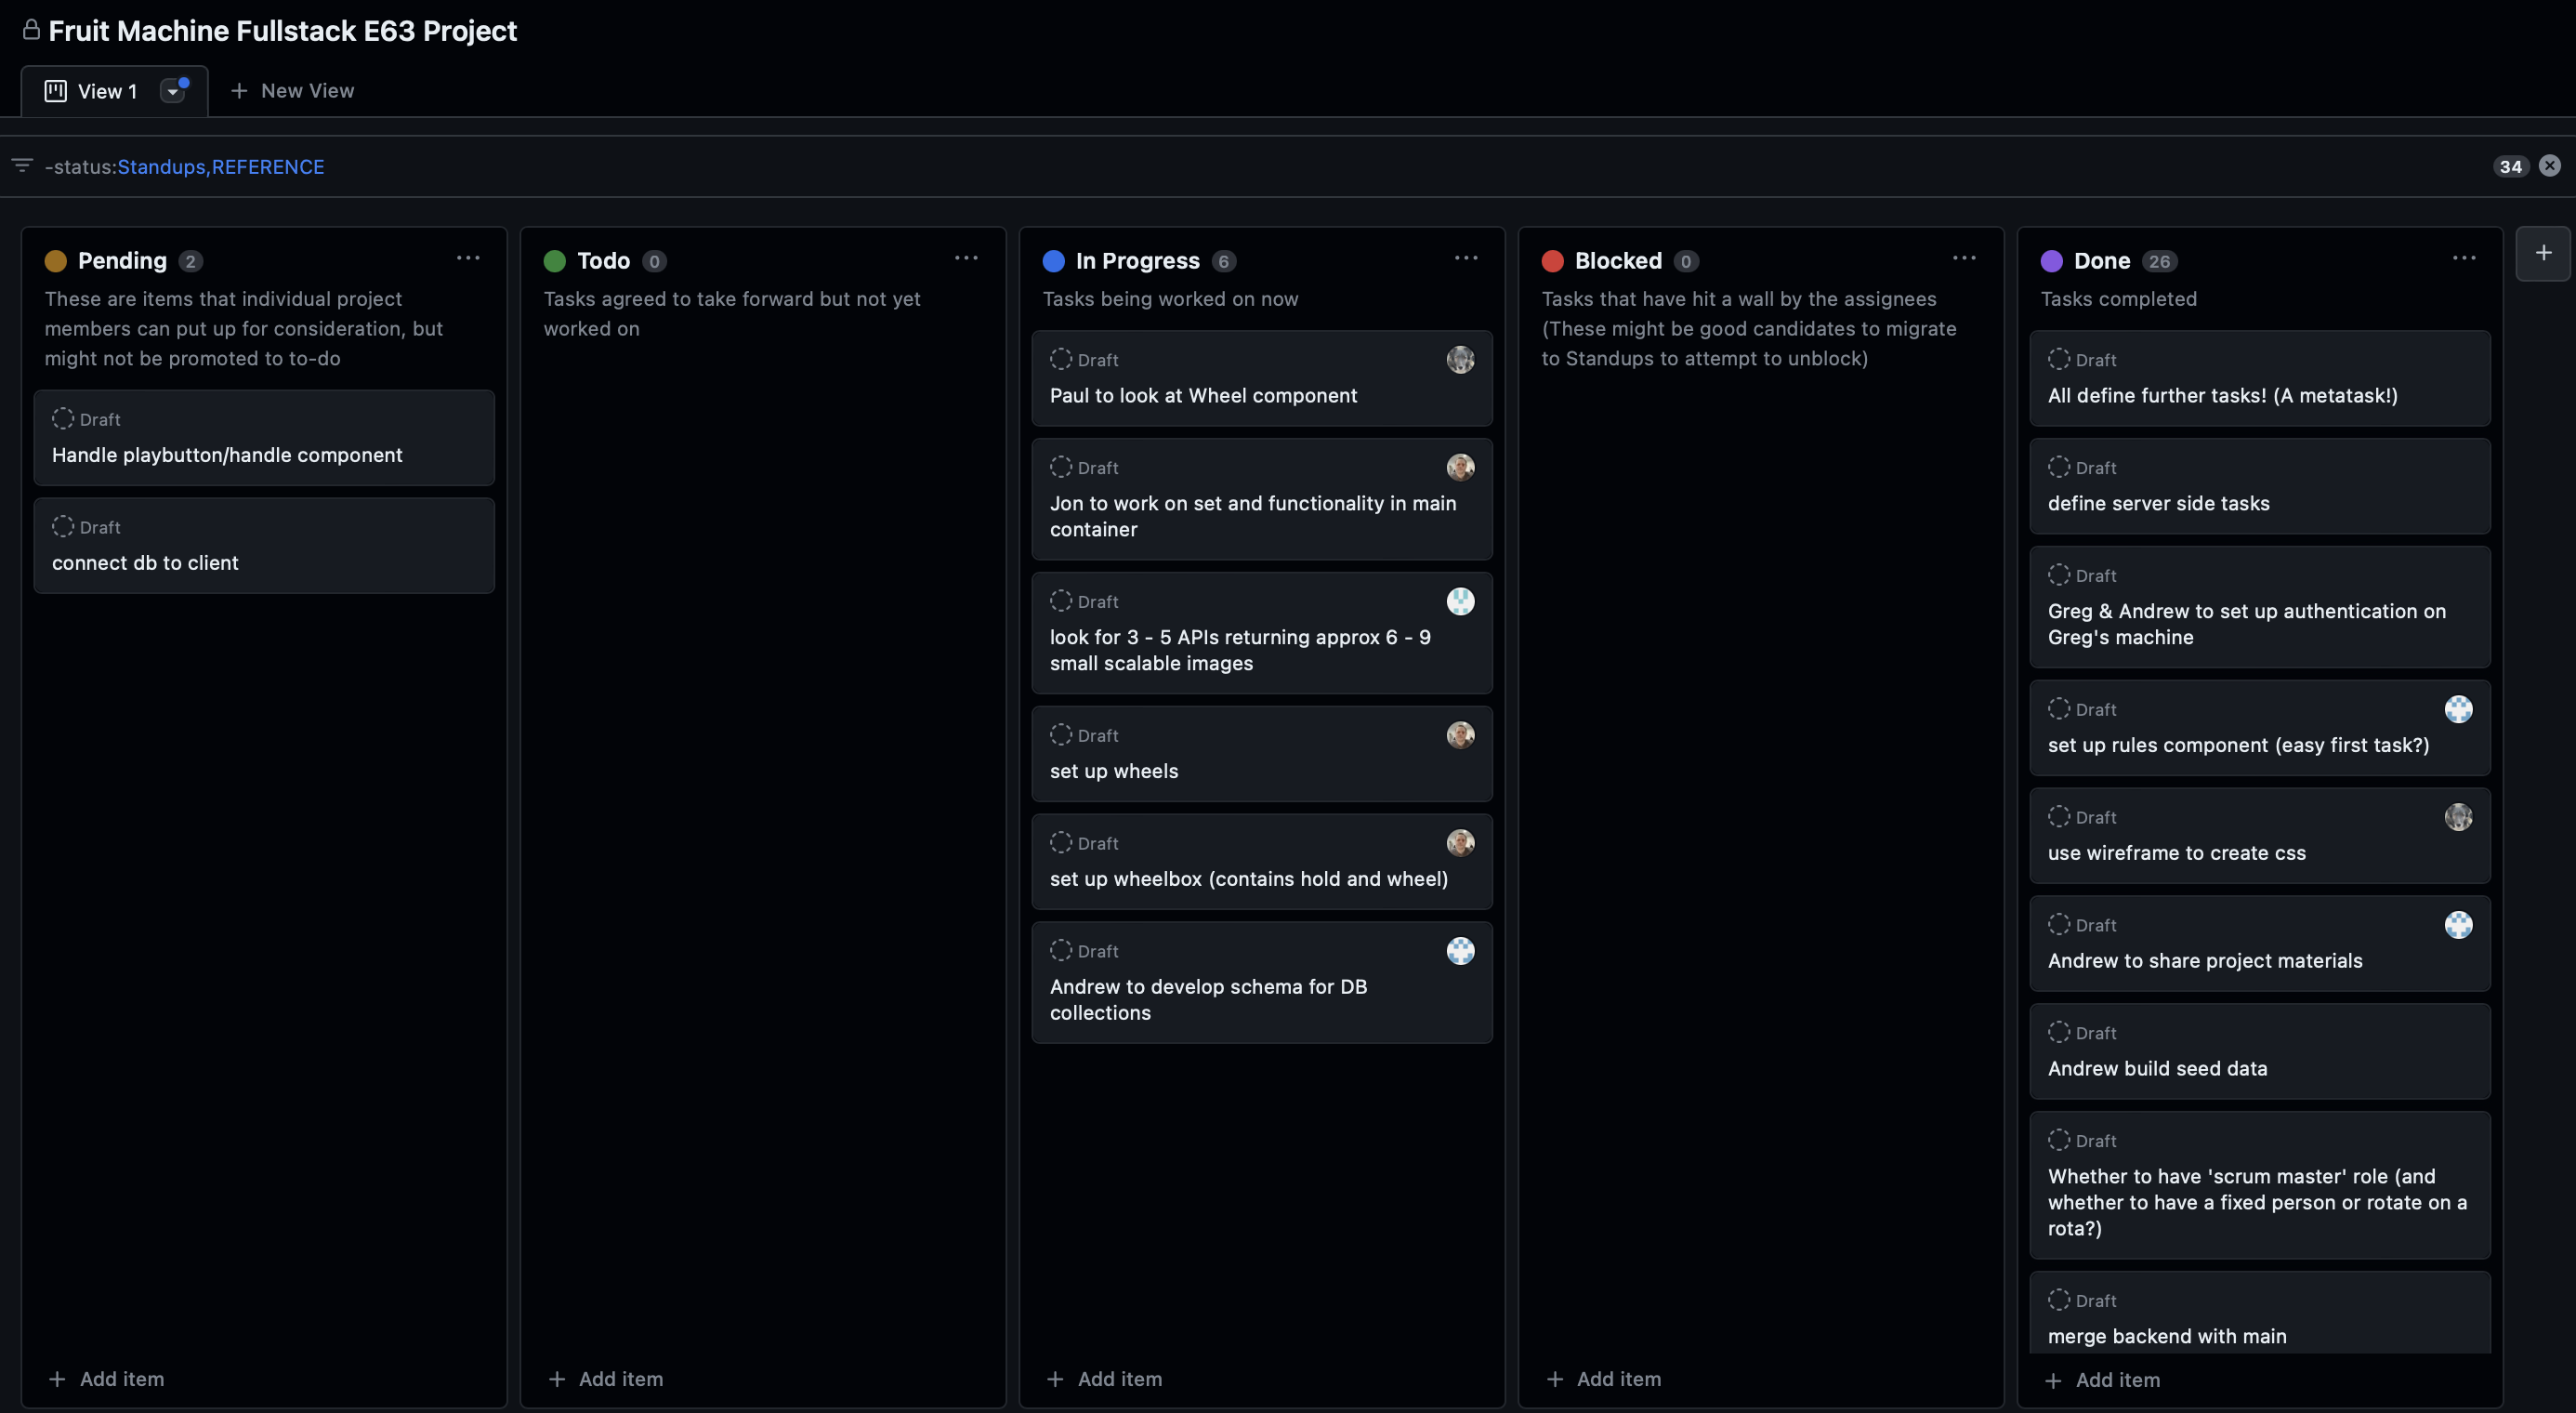 Fruit Machine Fullstack E63 Project
View 1
New View
-status:Standups,REFERENCE
34
Pending 2
These are items that individual project
members can put up for consideration, but
might not be promoted to to-do
Draft
Handle playbutton/handle component
Draft
connect db to client
Add item
Todo 0
Tasks agreed to take forward but not yet
worked on
Add item
In Progress 6
Tasks being worked on now
Draft
Paul to look at Wheel component
Draft
Jon to work on set and functionality in main
container
Draft
look for 3 - 5 APIs returning approx 6 - 9
small scalable images
Draft
set up wheels
Draft
set up wheelbox (contains hold and wheel)
Draft
Andrew to develop schema for DB
collections
Add item
Blocked 0
Tasks that have hit a wall by the assignees
(These might be good candidates to migrate
to Standups to attempt to unblock)
Add item
Done 26
Tasks completed
Draft
All define further tasks! (A metatask!)
Draft
define server side tasks
Draft
Greg & Andrew to set up authentication on
Greg's machine
Draft
set up rules component (easy first task?)
Draft
use wireframe to create css
Draft
Andrew to share project materials
Draft
Andrew build seed data
Draft
Whether to have 'scrum master' role (and
whether to have a fixed person or rotate on a
rota?)
Draft
merge backend with main
Add item